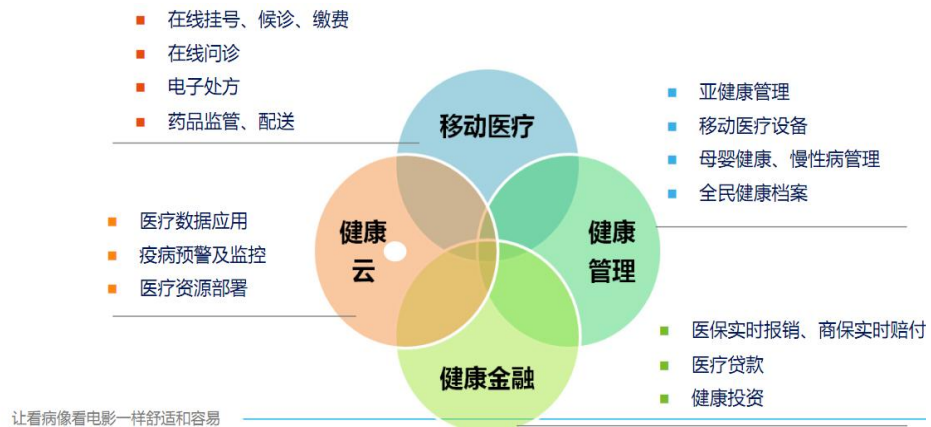 在线挂号、候诊、缴费
在线问诊
电子处方
药品监管、配送
移动医疗
亚健康管理
移动医疗设备
母婴健康、慢性病管理
全民健康档案
医疗数据应用
疫病预警及监控
医疗资源部署
健康
云
健康
管理
医保实时报销、商保实时赔付
医疗贷款
健康投资
健康金融
让看病像看电影一样舒适和容易